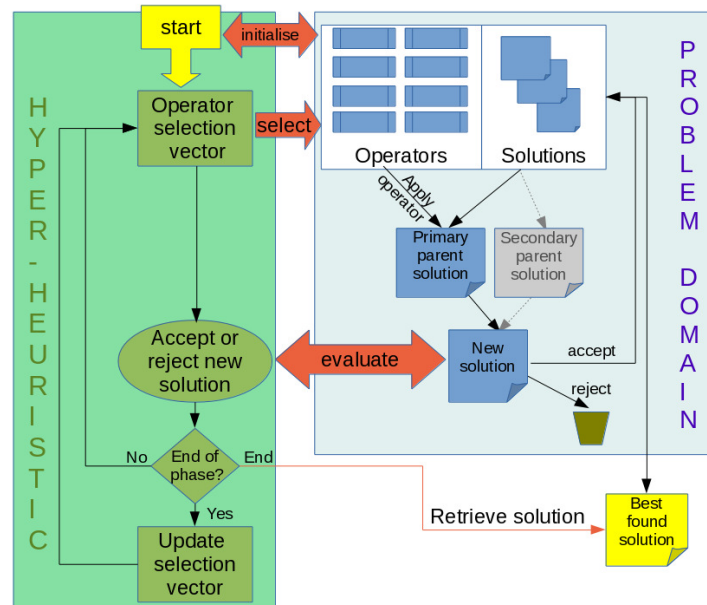 start
initialise
Operator
selection
vector
select
Operators
Solutions
Apply
operator
Primary
parent
solution
Secondary
parent
solution
Accept or
reject new
solution
evaluate
New
solution
accept
reject
End of
phase?
No
End
Yes
Retrieve solution
Best
found
solution
Update
selection
vector
HYPER-HEURISTIC
PROBLEM DOMAIN